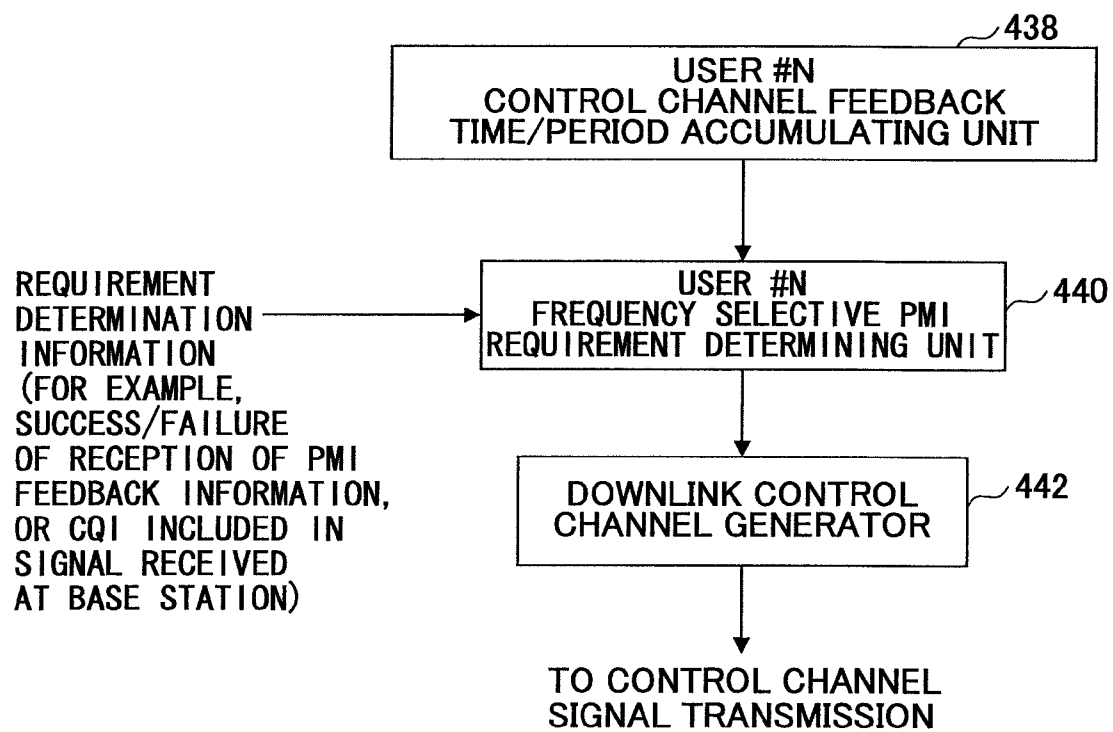 438
USER #N
CONTROL CHANNEL FEEDBACK
TIME/PERIOD ACCUMULATING UNIT
REQUIREMENT
DETERMINATION
INFORMATION
(FOR EXAMPLE,
SUCCESS/FAILURE
OF RECEPTION OF PMI
FEEDBACK INFORMATION,
OR CQI INCLUDED IN
SIGNAL RECEIVED
AT BASE STATION)
440
USER #N
FREQUENCY SELECTIVE PMI
REQUIREMENT DETERMINING UNIT
442
DOWNLINK CONTROL
CHANNEL GENERATOR
TO CONTROL CHANNEL
SIGNAL TRANSMISSION